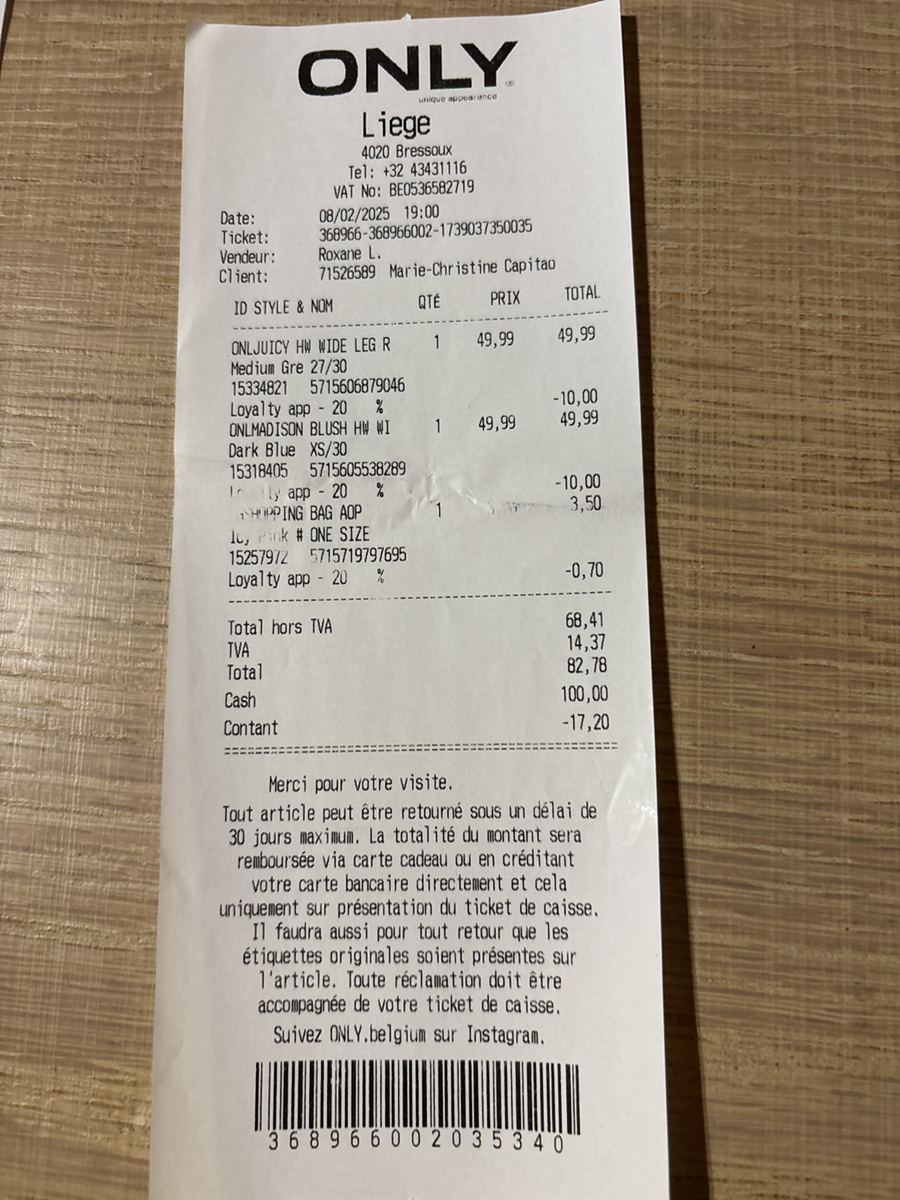 ONLY
unique appearance
Liege
4020 Bressoux
Tel: +32 43431116
VAT No: BE0536582719
Date: 08/02/2025 19:00
Ticket: 368966-368966002-1739037350035
Vendeur: Roxane L.
Client: 71526589 Marie-Christine Capitao
ID STYLE & NOM QTÉ PRIX TOTAL
ONLJUICY HW WIDE LEG R 1 49,99 49,99
Medium Gre 27/30
15334821 5715606879046
Loyalty app - 20 % -10,00
ONLMADISON BLUSH HW WI 1 49,99 49,99
Dark Blue XS/30
15318405 5715605538289
app - 20 % -10,00
SHOPPING BAG AOP 1 3,50
# ONE SIZE
15257972 5715719797695
Loyalty app - 20 % -0,70
Total hors TVA 68,41
TVA 14,37
Total 82,78
Cash 100,00
Contant -17,20
Merci pour votre visite.
Tout article peut être retourné sous un délai de
30 jours maximum. La totalité du montant sera
remboursée via carte cadeau ou en créditant
votre carte bancaire directement et cela
uniquement sur présentation du ticket de caisse.
Il faudra aussi pour tout retour que les
étiquettes originales soient présentes sur
l'article. Toute réclamation doit être
accompagnée de votre ticket de caisse.
Suivez ONLY.belgium sur Instagram.
368966002035340